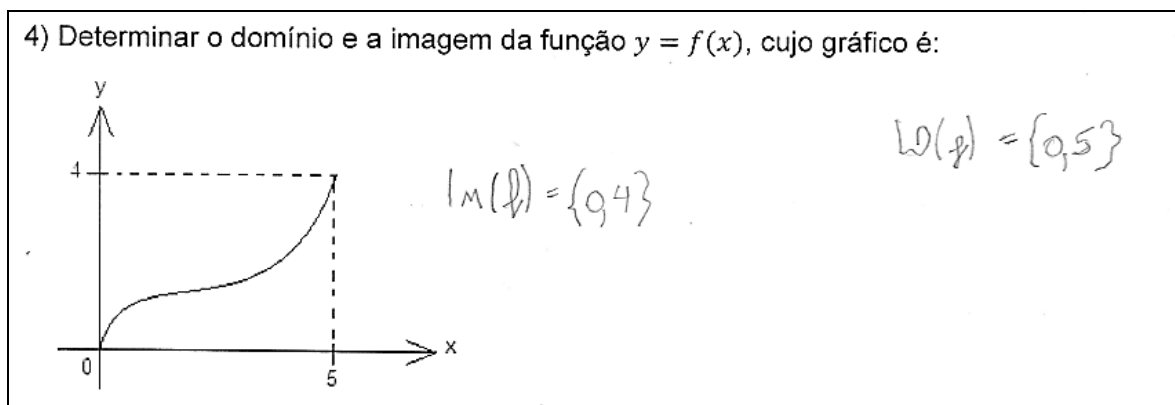 4) Determinar o domínio e a imagem da função y = f(x), cujo gráfico é:
y
D(f) = {0,5}
4
Im(f) = {0,4}
x
0
5